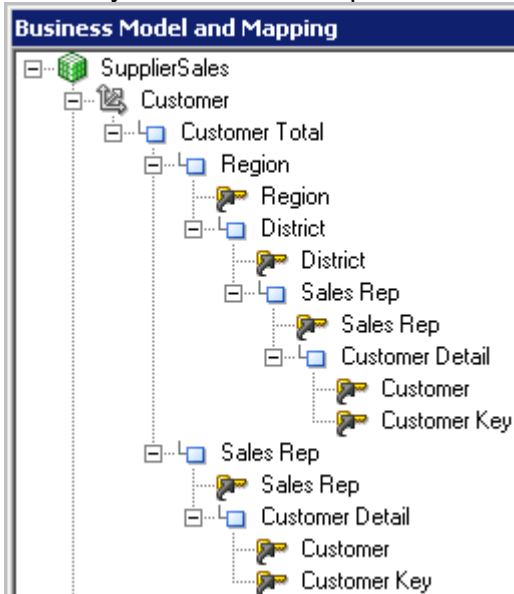 Business Model and Mapping
SupplierSales
Customer
Customer Total
Region
Region
District
District
Sales Rep
Sales Rep
Customer Detail
Customer
Customer Key
Sales Rep
Sales Rep
Customer Detail
Customer
Customer Key